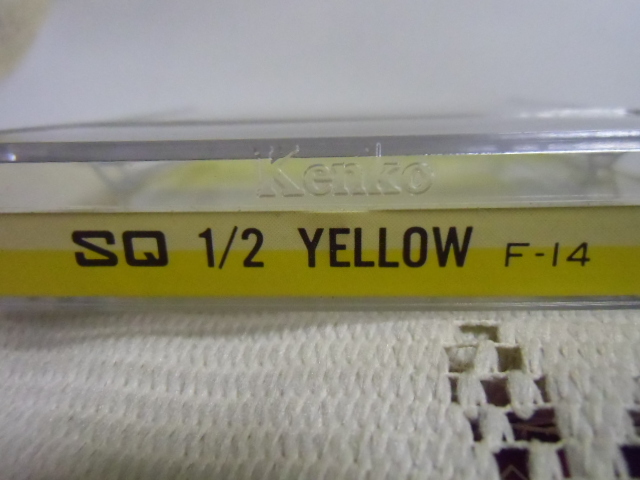 Kenko
SQ 1/2 YELLOW F-14